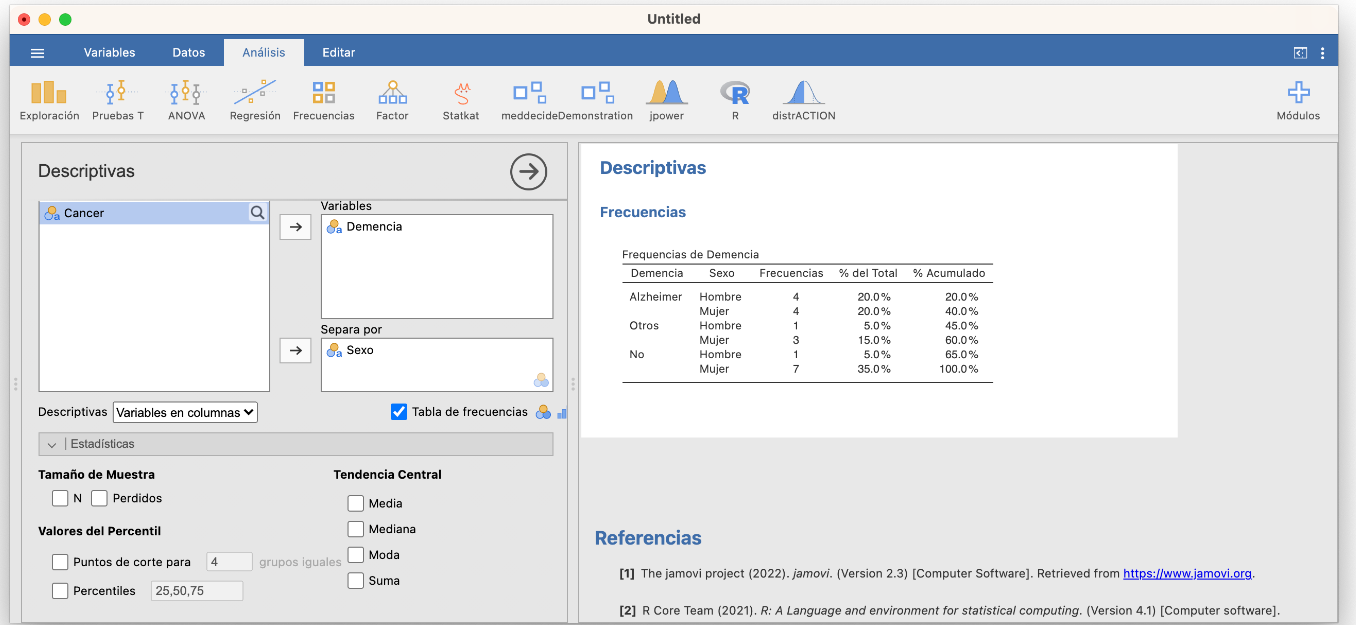 Untitled
Variables Datos Análisis Editar
Exploración Pruebas T ANOVA Regresión Frecuencias Factor Statkat meddecide Demonstration jpower R distrACTION Módulos
Descriptivas
Cancer
Variables
Demencia
Separa por
Sexo
Descriptivas Variables en columnas Tabla de frecuencias
Estadísticas
Tamaño de Muestra
N Perdidos
Valores del Percentil
Puntos de corte para 4 grupos iguales
Percentiles 25,50,75
Tendencia Central
Media
Mediana
Moda
Suma
Descriptivas
Frecuencias
Frequencias de Demencia
Demencia Sexo Frecuencias % del Total % Acumulado
Alzheimer Hombre 4 20.0% 20.0%
Mujer 4 20.0% 40.0%
Otros Hombre 1 5.0% 45.0%
Mujer 3 15.0% 60.0%
No Hombre 1 5.0% 65.0%
Mujer 7 35.0% 100.0%
Referencias
[1] The jamovi project (2022). jamovi. (Version 2.3) [Computer Software]. Retrieved from https://www.jamovi.org.
[2] R Core Team (2021). R: A Language and environment for statistical computing. (Version 4.1) [Computer software].